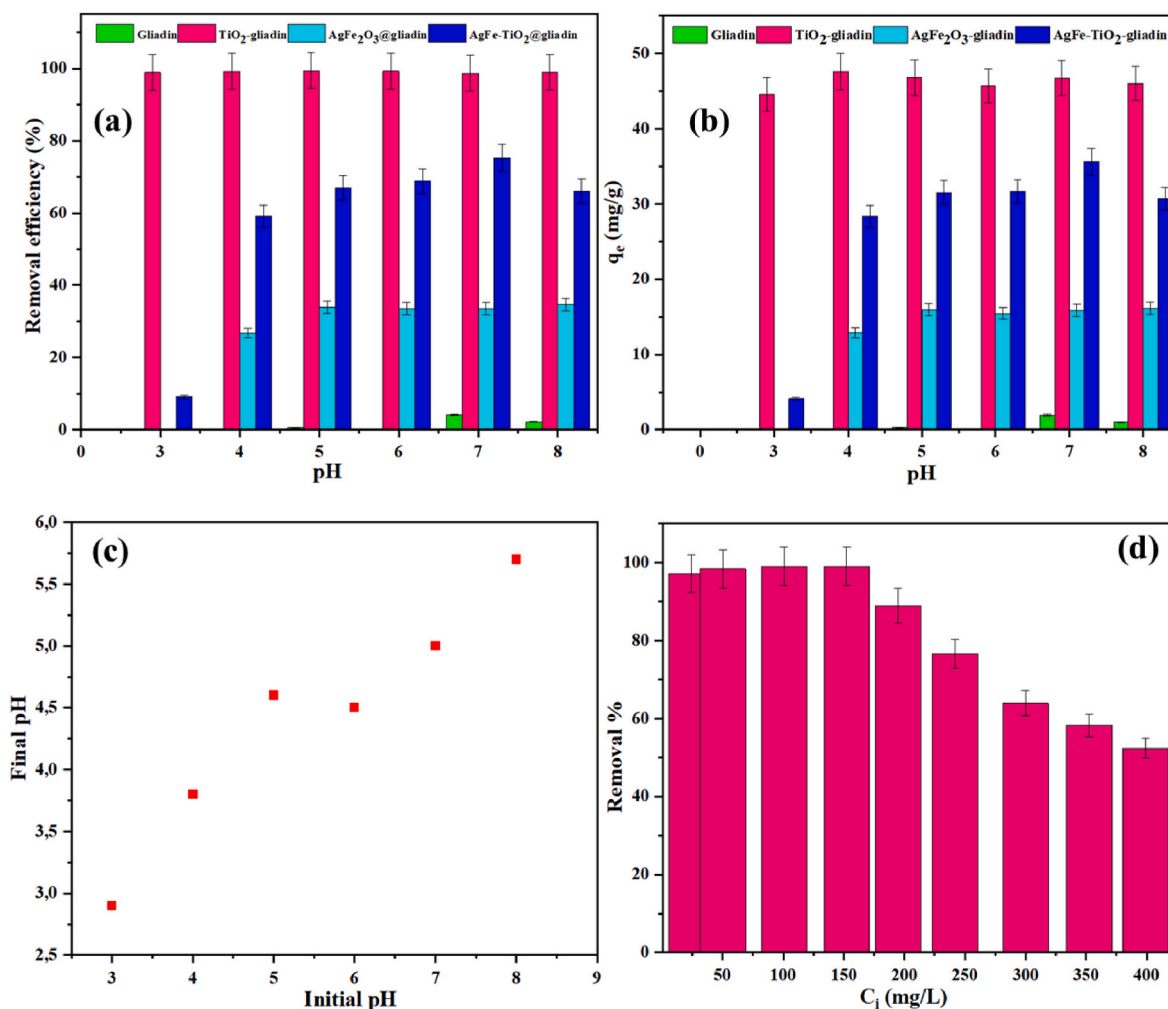 Gliadin TiO2-gliadin AgFe2O3@gliadin AgFe-TiO2@gliadin
(a)
Removal efficiency (%)
100
80
60
40
20
0
0 3 4 5 6 7 8
pH
Gliadin TiO2-gliadin AgFe2O3-gliadin AgFe-TiO2-gliadin
(b)
qe (mg/g)
50
40
30
20
10
0
0 3 4 5 6 7 8
pH
(c)
Final pH
6,0
5,5
5,0
4,5
4,0
3,5
3,0
2,5
3 4 5 6 7 8 9
Initial pH
(d)
Removal %
100
80
60
40
20
0
50 100 150 200 250 300 350 400
Ci (mg/L)